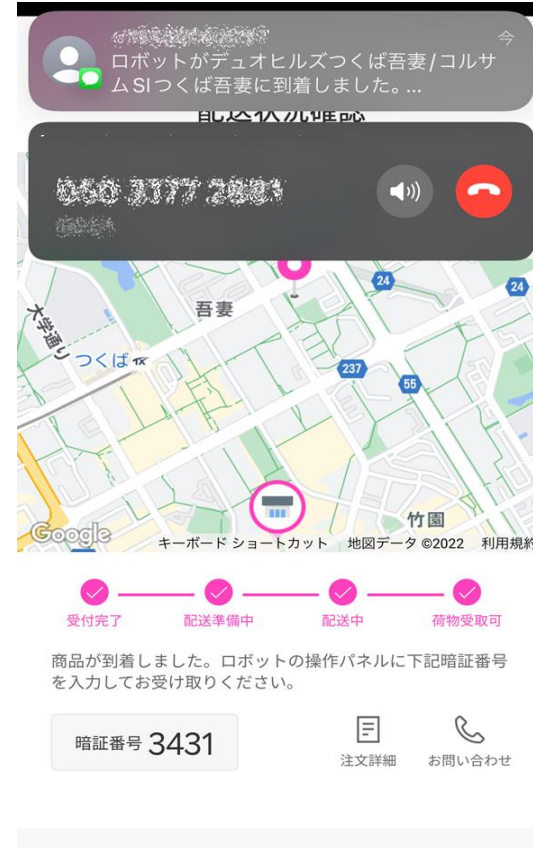 今
ロボットがデュオヒルズつくば吾妻/コルサ
ムSIつくば吾妻に到着しました。...
配送状況確認
24
24
吾妻
大学通り
つくば
237
55
竹園
Google
キーボード ショートカット 地図データ ©2022 利用規約
受付完了 配送準備中 配送中 荷物受取可
商品が到着しました。ロボットの操作パネルに下記暗証番号
を入力してお受け取りください。
暗証番号 3431
注文詳細 お問い合わせ